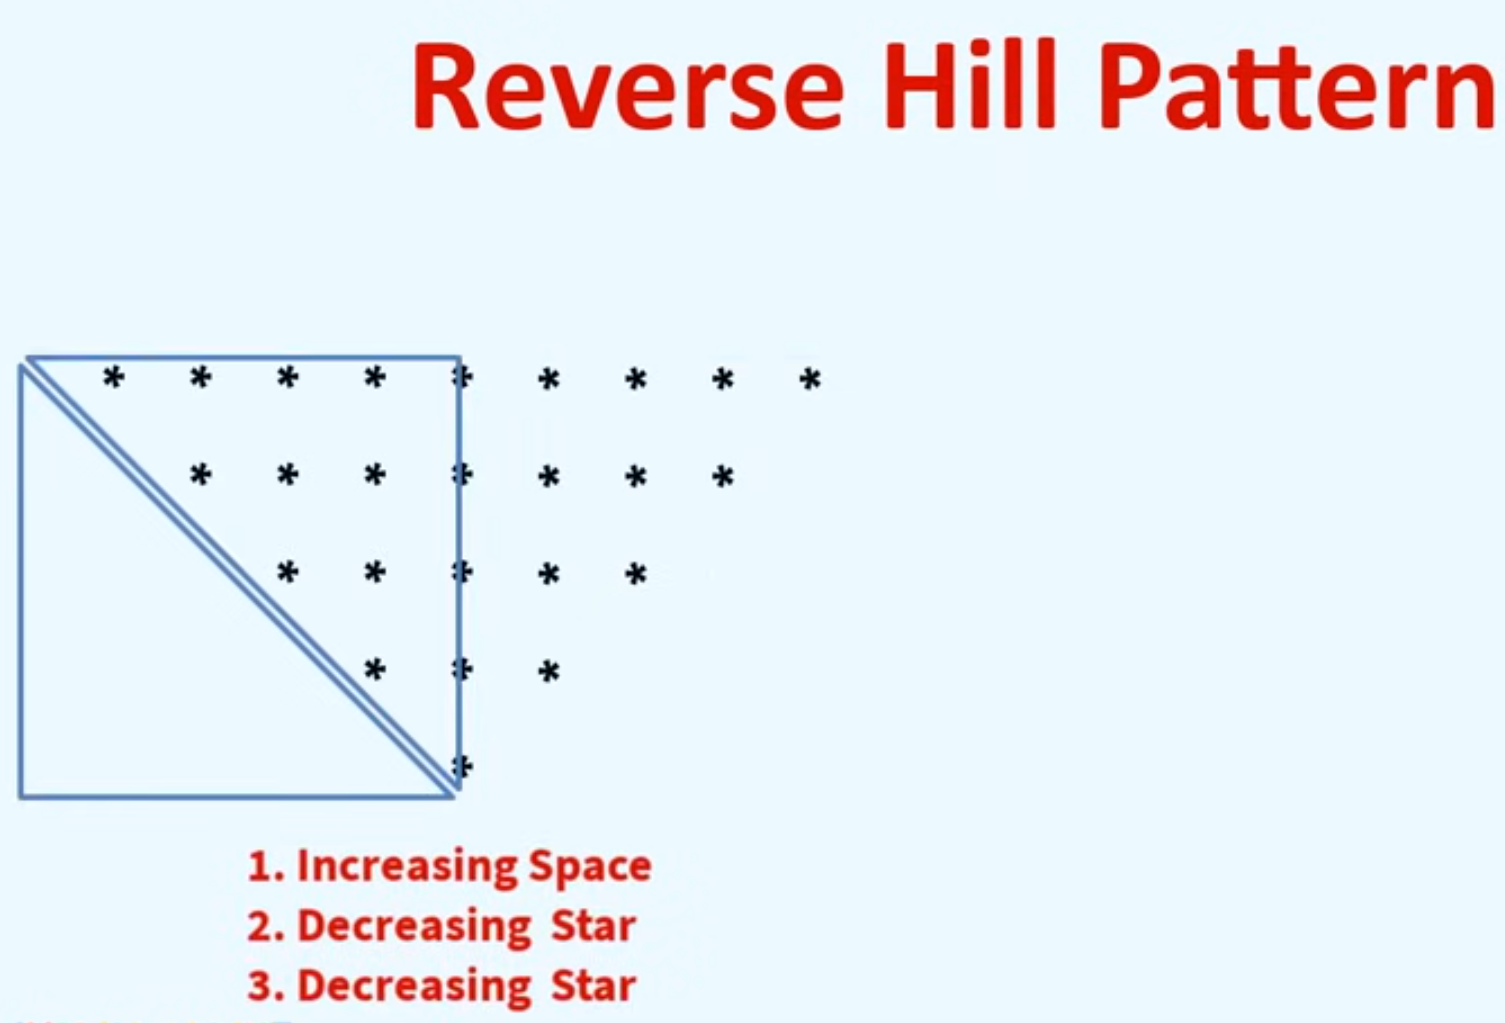 Reverse Hill Pattern
* * * * * * * * *
* * * * * * *
* * * * *
* * *
*
1. Increasing Space
2. Decreasing Star
3. Decreasing Star